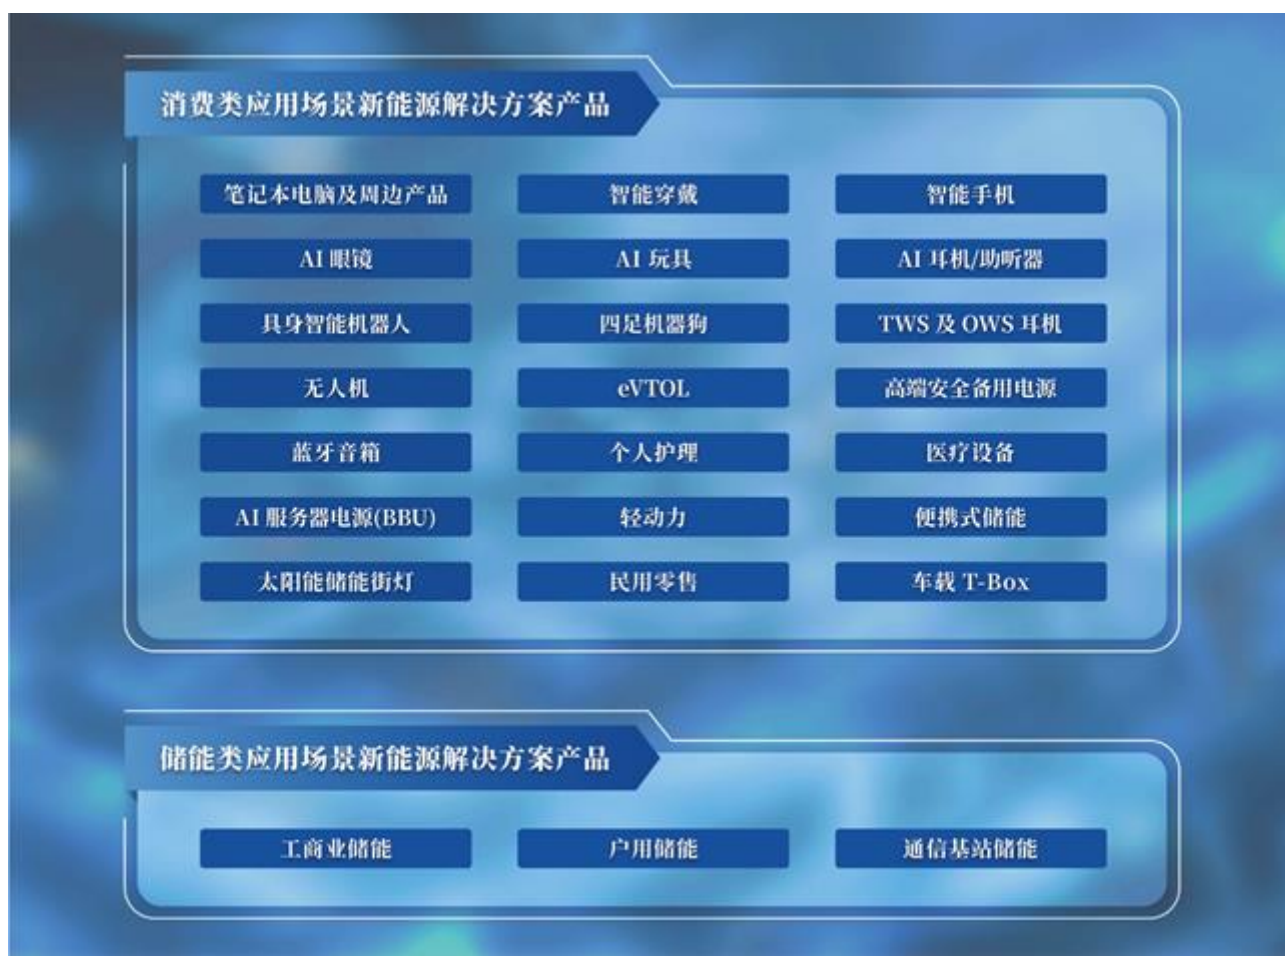 消费类应用场景新能源解决方案产品
笔记本电脑及周边产品
智能穿戴
智能手机
AI 眼镜
AI 玩具
AI 耳机/助听器
具身智能机器人
四足机器狗
TWS 及 OWS 耳机
无人机
eVTOL
高端安全备用电源
蓝牙音箱
个人护理
医疗设备
AI 服务器电源(BBU)
轻动力
便携式储能
太阳能储能街灯
民用零售
车载 T-Box
储能类应用场景新能源解决方案产品
工商业储能
户用储能
通信基站储能